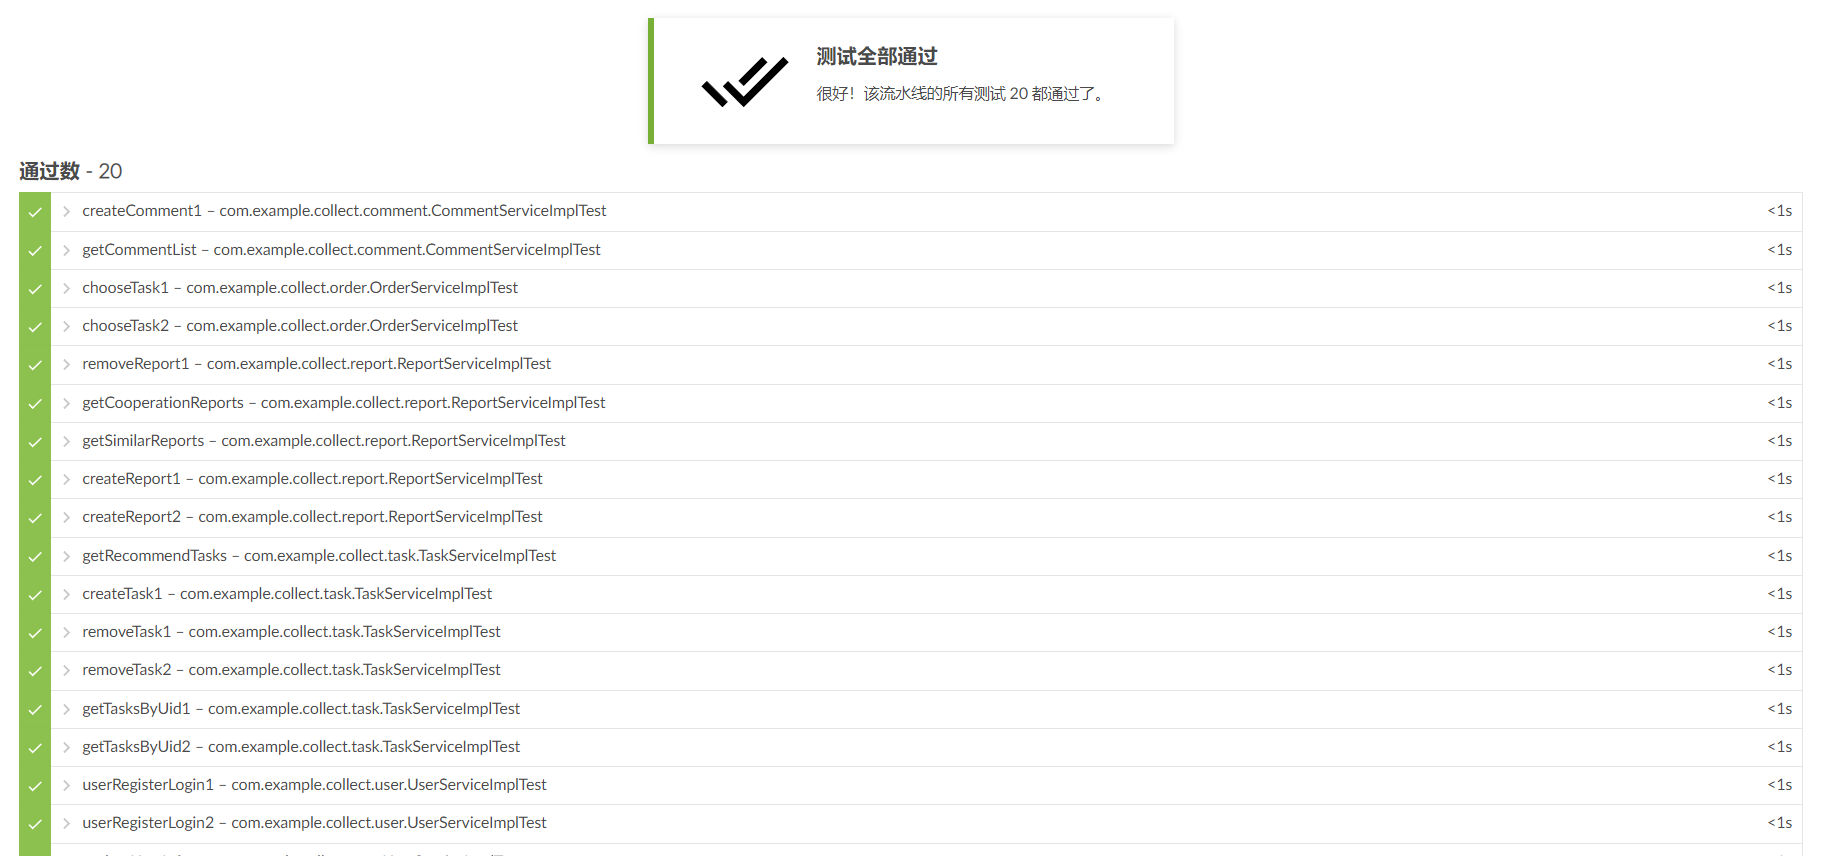 测试全部通过
很好！该流水线的所有测试 20 都通过了。
通过数 - 20
createComment1 – com.example.collect.comment.CommentServiceImplTest <1s
getCommentList – com.example.collect.comment.CommentServiceImplTest <1s
chooseTask1 – com.example.collect.order.OrderServiceImplTest <1s
chooseTask2 – com.example.collect.order.OrderServiceImplTest <1s
removeReport1 – com.example.collect.report.ReportServiceImplTest <1s
getCooperationReports – com.example.collect.report.ReportServiceImplTest <1s
getSimilarReports – com.example.collect.report.ReportServiceImplTest <1s
createReport1 – com.example.collect.report.ReportServiceImplTest <1s
createReport2 – com.example.collect.report.ReportServiceImplTest <1s
getRecommendTasks – com.example.collect.task.TaskServiceImplTest <1s
createTask1 – com.example.collect.task.TaskServiceImplTest <1s
removeTask1 – com.example.collect.task.TaskServiceImplTest <1s
removeTask2 – com.example.collect.task.TaskServiceImplTest <1s
getTasksByUid1 – com.example.collect.task.TaskServiceImplTest <1s
getTasksByUid2 – com.example.collect.task.TaskServiceImplTest <1s
userRegisterLogin1 – com.example.collect.user.UserServiceImplTest <1s
userRegisterLogin2 – com.example.collect.user.UserServiceImplTest <1s